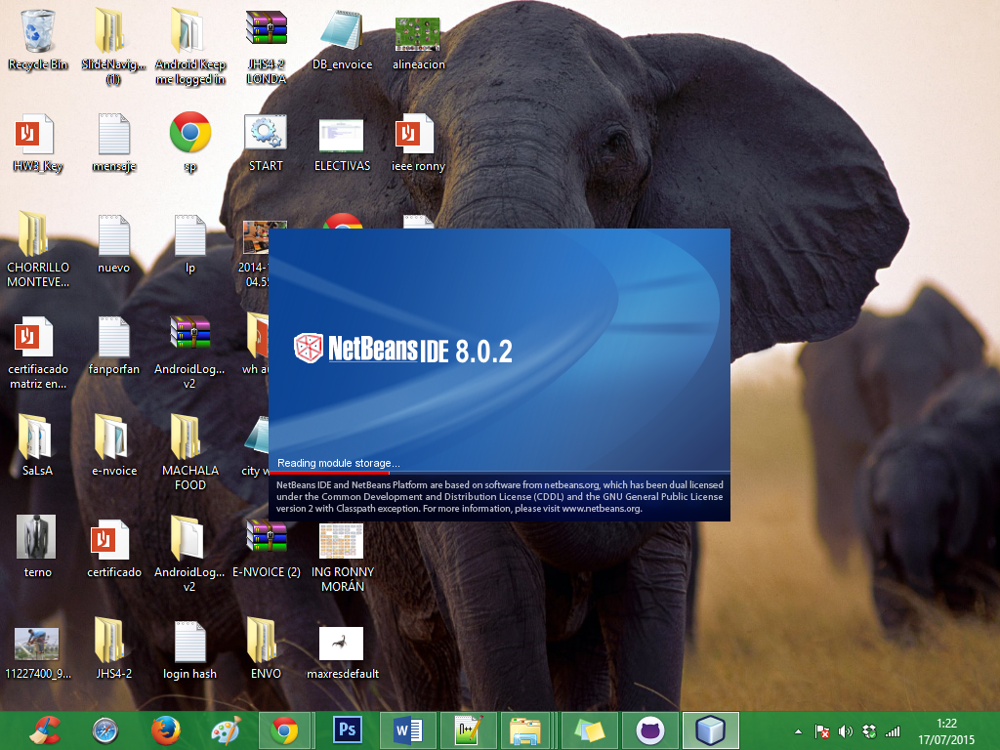 Recycle Bin
SlideNavig...
(1)
Android Keep
me logged in
JHS4-2
LONDA
DB_envoice
alineacion
HW3_Key
mensaje
sp
START
ELECTIVAS
ieee ronny
CHORRILLO
MONTEVE...
nuevo
lp
2014-
04.5
certifiacado
matriz en...
fanporfan
AndroidLog...
v2
wh au
NetBeans IDE 8.0.2
Reading module storage...
NetBeans IDE and NetBeans Platform are based on software from netbeans.org, which has been dual licensed
under the Common Development and Distribution License (CDDL) and the GNU General Public License
version 2 with Classpath exception. For more information, please visit www.netbeans.org.
SaLsA
e-nvoice
MACHALA
FOOD
city w
terno
certificado
AndroidLog...
v2
E-NVOICE (2)
ING RONNY
MORÁN
11227400_9...
JHS4-2
login hash
ENVO
maxresdefault
Ps
W
1:22
17/07/2015